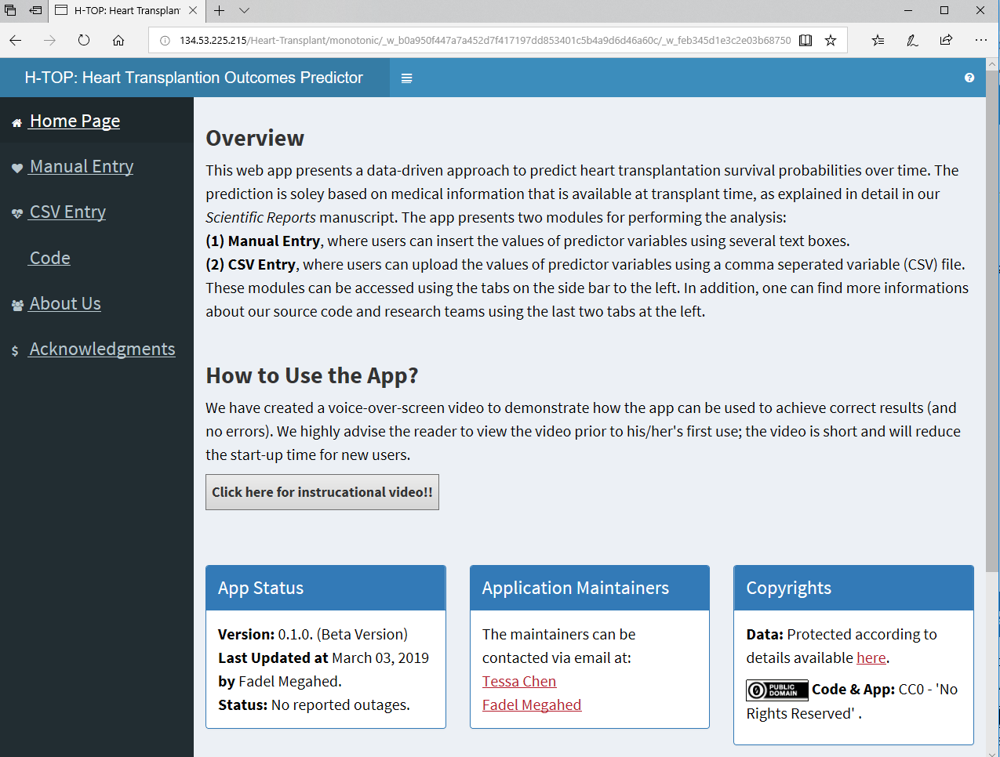 H-TOP: Heart Transplan
134.53.225.215/Heart-Transplant/monotonic/_w_b0a950f447a7a452d7f417197dd853401c5b4a9d6d46a60c/_w_feb345d1e3c2e03b68750
H-TOP: Heart Transplantion Outcomes Predictor
Home Page
Manual Entry
CSV Entry
Code
About Us
$ Acknowledgments
Overview
This web app presents a data-driven approach to predict heart transplantation survival probabilities over time. The
prediction is soley based on medical information that is available at transplant time, as explained in detail in our
Scientific Reports manuscript. The app presents two modules for performing the analysis:
(1) Manual Entry, where users can insert the values of predictor variables using several text boxes.
(2) CSV Entry, where users can upload the values of predictor variables using a comma seperated variable (CSV) file.
These modules can be accessed using the tabs on the side bar to the left. In addition, one can find more informations
about our source code and research teams using the last two tabs at the left.
How to Use the App?
We have created a voice-over-screen video to demonstrate how the app can be used to achieve correct results (and
no errors). We highly advise the reader to view the video prior to his/her's first use; the video is short and will reduce
the start-up time for new users.
Click here for instrucational video!!
App Status
Version: 0.1.0. (Beta Version)
Last Updated at March 03, 2019
by Fadel Megahed.
Status: No reported outages.
Application Maintainers
The maintainers can be
contacted via email at:
Tessa Chen
Fadel Megahed
Copyrights
Data: Protected according to
details available here.
PUBLIC DOMAIN Code & App: CC0 - 'No
Rights Reserved' .